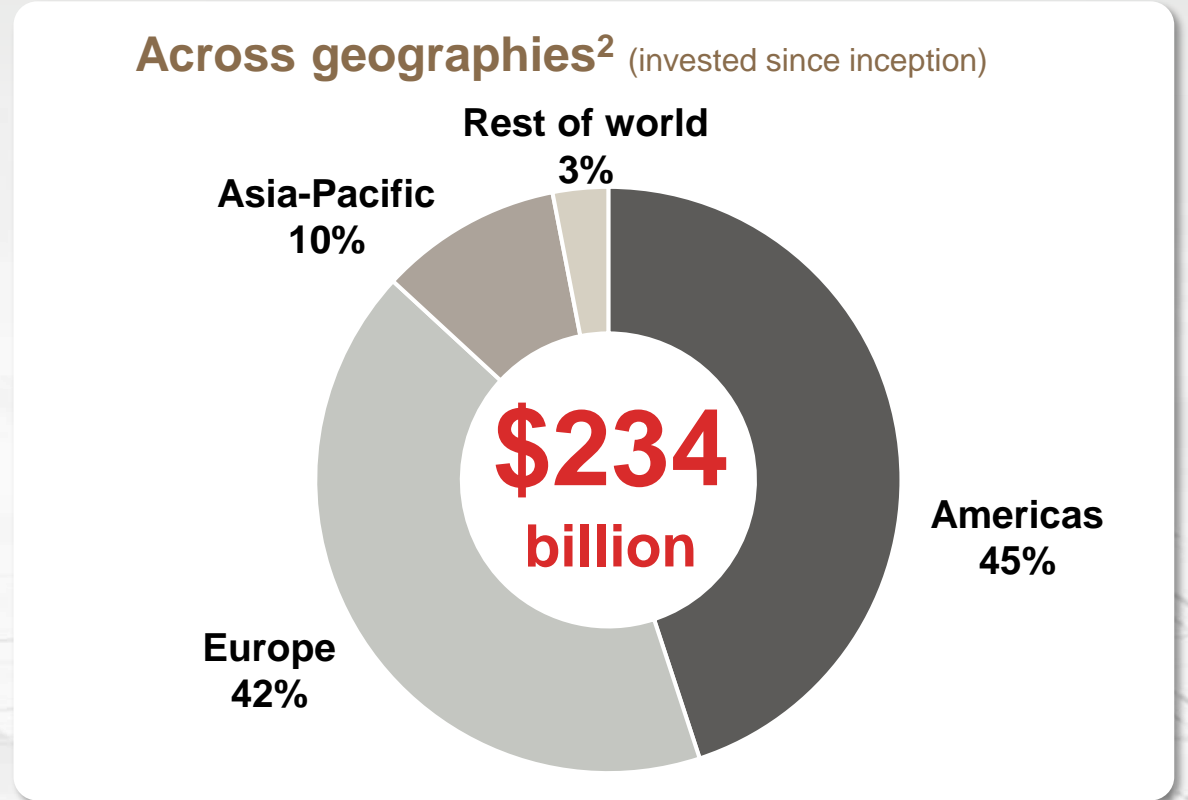 Across geographies² (invested since inception)
Rest of world
3%
Asia-Pacific
10%
$234
billion
Americas
45%
Europe
42%